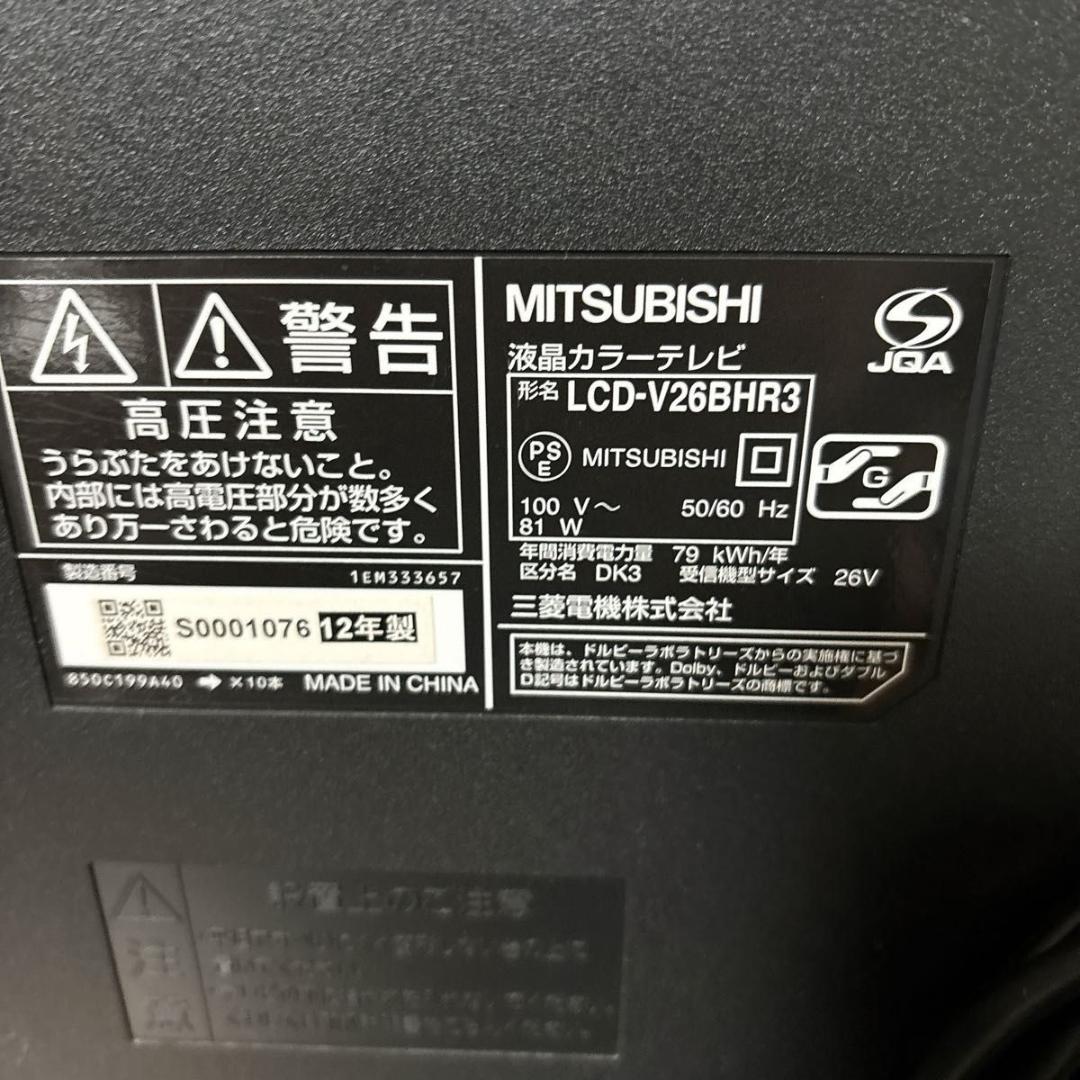 警告
高圧注意
うらぶたをあけないこと。
内部には高電圧部分が数多く
あり万一さわると危険です。
製造番号 1EM333657
S0001076 12年製
850C199A40 → ×10本 MADE IN CHINA
MITSUBISHI
JQA
液晶カラーテレビ
形名 LCD-V26BHR3
PS
E
MITSUBISHI
100 V～ 50/60 Hz
81 W
G
年間消費電力量 79 kWh/年
区分名 DK3 受信機型サイズ 26V
三菱電機株式会社
本機は、ドルビーラボラトリーズからの実施権に基づ
き製造されています。Dolby、ドルビーおよびダブル
D記号はドルビーラボラトリーズの商標です。
設置上のご注意
注